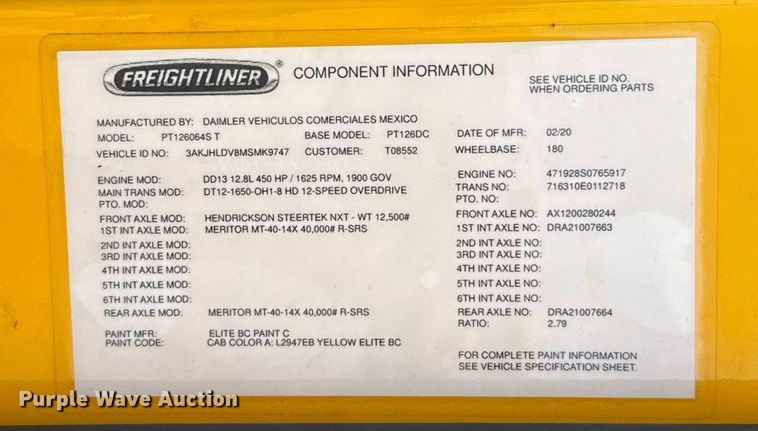 FREIGHTLINER® COMPONENT INFORMATION
SEE VEHICLE ID NO.
WHEN ORDERING PARTS
MANUFACTURED BY: DAIMLER VEHICULOS COMERCIALES MEXICO
MODEL: PT126064S T BASE MODEL: PT126DC DATE OF MFR: 02/20
VEHICLE ID NO: 3AKJHLDV8MSMK9747 CUSTOMER: T08552 WHEELBASE: 180
ENGINE MOD: DD13 12.8L 450 HP / 1625 RPM, 1900 GOV ENGINE NO: 471928S0765917
MAIN TRANS MOD: DT12-1650-OH1-8 HD 12-SPEED OVERDRIVE TRANS NO: 716310E0112718
PTO. MOD: PTO. NO:
FRONT AXLE MOD: HENDRICKSON STEERTEK NXT - WT 12,500# FRONT AXLE NO: AX1200280244
1ST INT AXLE MOD: MERITOR MT-40-14X 40,000# R-SRS 1ST INT AXLE NO: DRA21007663
2ND INT AXLE MOD: 2ND INT AXLE NO:
3RD INT AXLE MOD: 3RD INT AXLE NO:
4TH INT AXLE MOD: 4TH INT AXLE NO:
5TH INT AXLE MOD: 5TH INT AXLE NO:
6TH INT AXLE MOD: 6TH INT AXLE NO:
REAR AXLE MOD: MERITOR MT-40-14X 40,000# R-SRS REAR AXLE NO: DRA21007664
RATIO: 2.79
PAINT MFR: ELITE BC PAINT C
PAINT CODE: CAB COLOR A: L2947EB YELLOW ELITE BC
FOR COMPLETE PAINT INFORMATION
SEE VEHICLE SPECIFICATION SHEET.
Purple Wave Auction